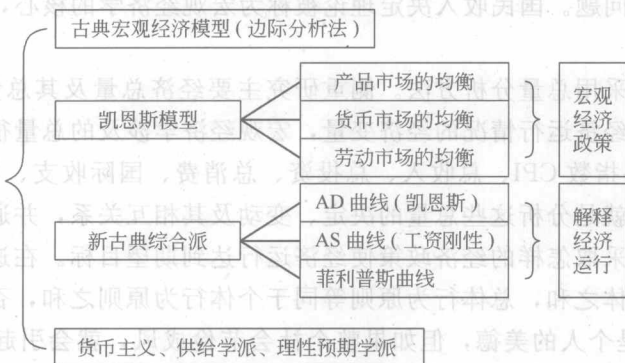 古典宏观经济模型(边际分析法)
凯恩斯模型
产品市场的均衡
货币市场的均衡
劳动市场的均衡
宏观
经济
政策
新古典综合派
AD 曲线(凯恩斯)
AS 曲线(工资刚性)
菲利普斯曲线
解释
经济
运行
货币主义、供给学派、理性预期学派